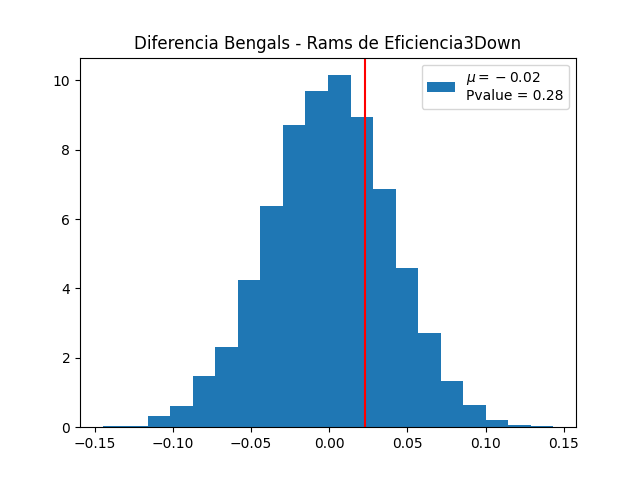 Diferencia Bengals - Rams de Eficiencia3Down
μ = −0.02
Pvalue = 0.28
10
8
6
4
2
0
−0.15 −0.10 −0.05 0.00 0.05 0.10 0.15